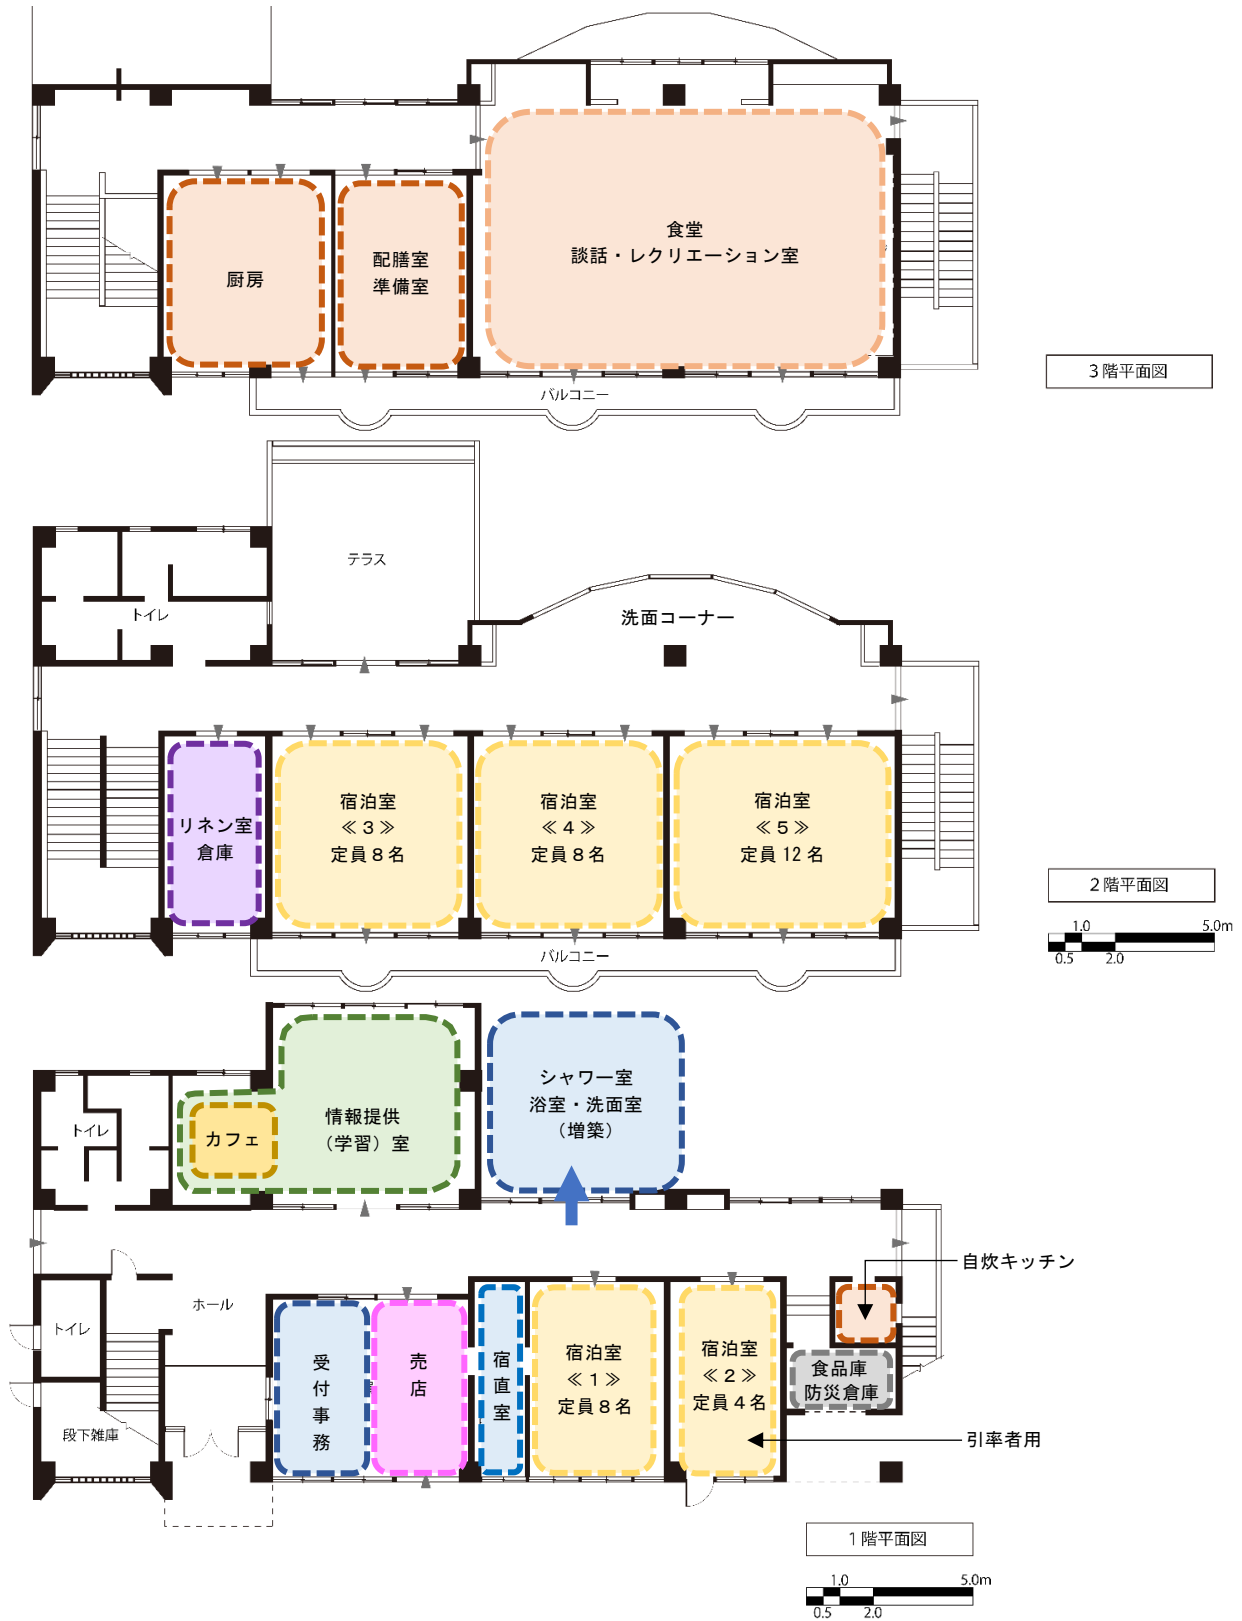 食堂
談話・レクリエーション室
厨房
配膳室
準備室
バルコニー
3階平面図
テラス
トイレ
洗面コーナー
リネン室
倉庫
宿泊室
≪3≫
定員8名
宿泊室
≪4≫
定員8名
宿泊室
≪5≫
定員12名
バルコニー
2階平面図
1.0
5.0m
0.5
2.0
シャワー室
浴室・洗面室
（増築）
情報提供
（学習）室
カフェ
トイレ
自炊キッチン
ホール
トイレ
受付事務
売店
宿直室
宿泊室
≪1≫
定員8名
宿泊室
≪2≫
定員4名
食品庫
防災倉庫
段下雑庫
引率者用
1階平面図
1.0
5.0m
0.5
2.0